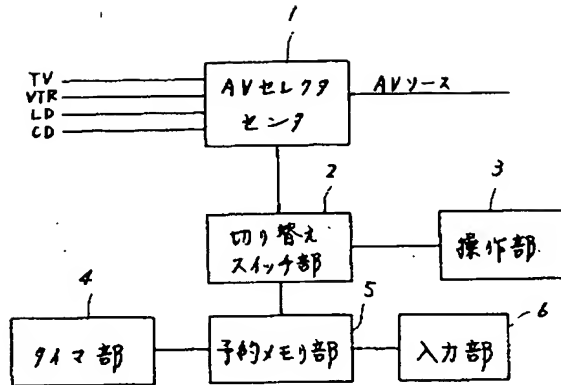 1
TV
VTR
LD
CD
AVセレクタ
センタ
AVソース
2
3
切り替え
スイッチ部
操作部
4
5
6
タイマ部
予約メモリ部
入力部